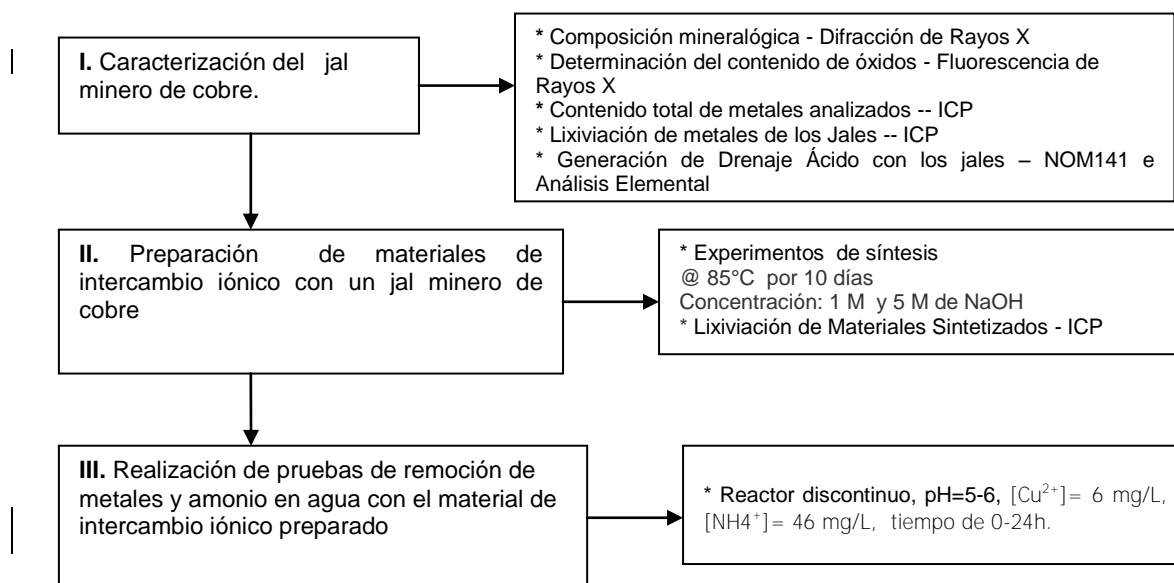 I. Caracterización del jal
minero de cobre.
* Composición mineralógica - Difracción de Rayos X
* Determinación del contenido de óxidos - Fluorescencia de
Rayos X
* Contenido total de metales analizados -- ICP
* Lixiviación de metales de los Jales -- ICP
* Generación de Drenaje Ácido con los jales – NOM141 e
Análisis Elemental
II. Preparación de materiales de
intercambio iónico con un jal minero de
cobre
* Experimentos de síntesis
@ 85°C por 10 días
Concentración: 1 M y 5 M de NaOH
* Lixiviación de Materiales Sintetizados - ICP
III. Realización de pruebas de remoción de
metales y amonio en agua con el material de
intercambio iónico preparado
* Reactor discontinuo, pH=5-6, [Cu²⁺]= 6 mg/L,
[NH4⁺]= 46 mg/L, tiempo de 0-24h.